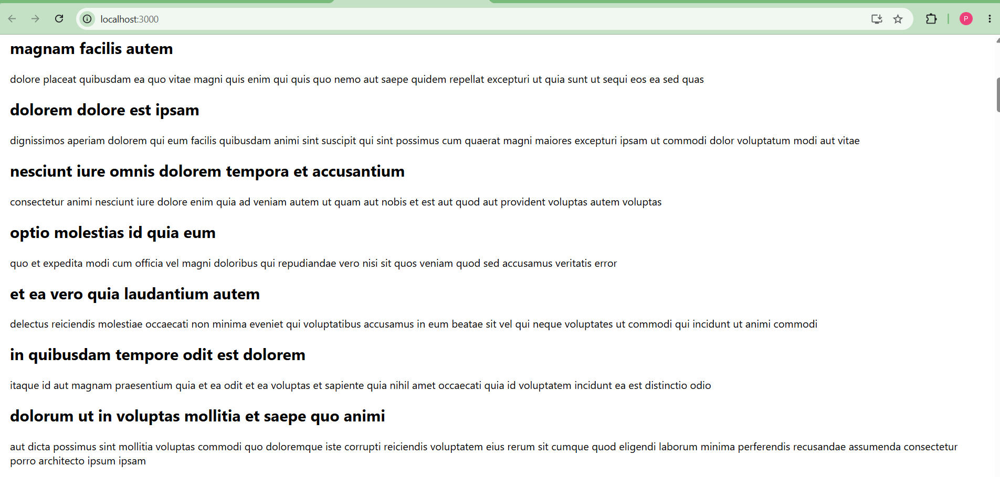 localhost:3000
P
magnam facilis autem
dolore placeat quibusdam ea quo vitae magni quis enim qui quis quo nemo aut saepe quidem repellat excepturi ut quia sunt ut sequi eos ea sed quas
dolorem dolore est ipsam
dignissimos aperiam dolorem qui eum facilis quibusdam animi sint suscipit qui sint possimus cum quaerat magni maiores excepturi ipsam ut commodi dolor voluptatum modi aut vitae
nesciunt iure omnis dolorem tempora et accusantium
consectetur animi nesciunt iure dolore enim quia ad veniam autem ut quam aut nobis et est aut quod aut provident voluptas autem voluptas
optio molestias id quia eum
quo et expedita modi cum officia vel magni doloribus qui repudiandae vero nisi sit quos veniam quod sed accusamus veritatis error
et ea vero quia laudantium autem
delectus reiciendis molestiae occaecati non minima eveniet qui voluptatibus accusamus in eum beatae sit vel qui neque voluptates ut commodi qui incidunt ut animi commodi
in quibusdam tempore odit est dolorem
itaque id aut magnam praesentium quia et ea odit et ea voluptas et sapiente quia nihil amet occaecati quia id voluptatem incidunt ea est distinctio odio
dolorum ut in voluptas mollitia et saepe quo animi
aut dicta possimus sint mollitia voluptas commodi quo doloremque iste corrupti reiciendis voluptatem eius rerum sit cumque quod eligendi laborum minima perferendis recusandae assumenda consectetur
porro architecto ipsum ipsam